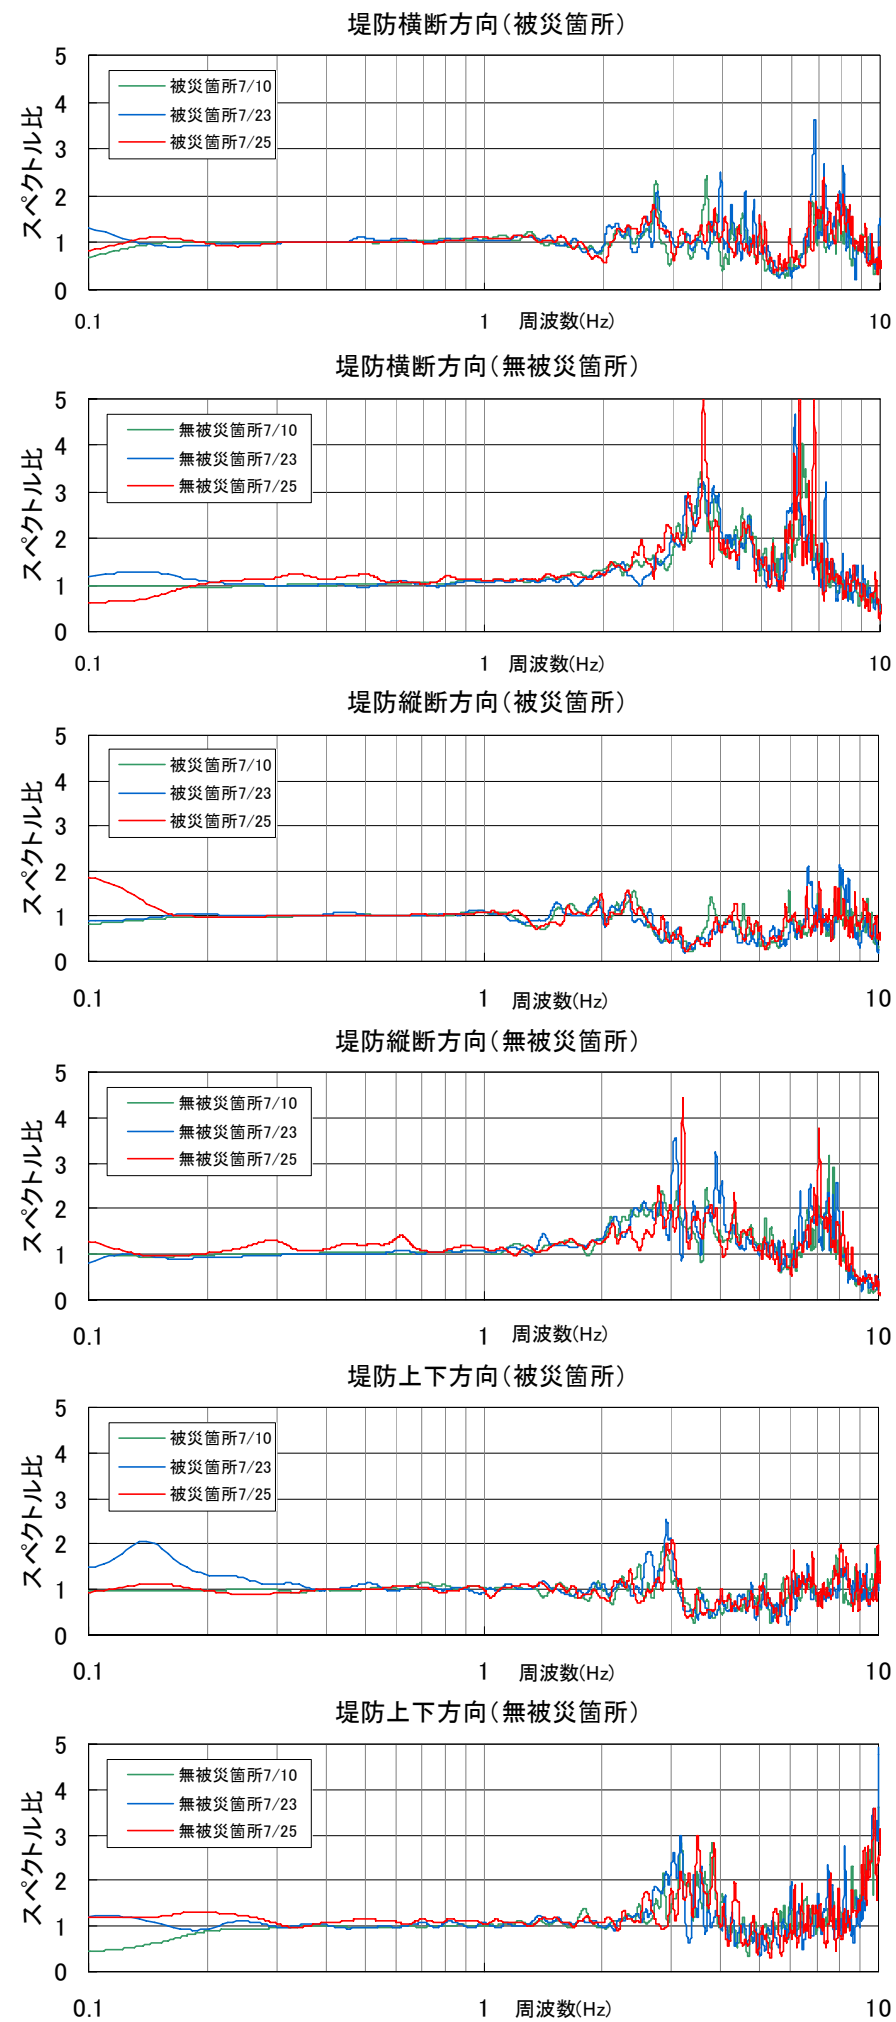 堤防横断方向(被災箇所)
スペクトル比
5
4
3
2
1
0
被災箇所7/10
被災箇所7/23
被災箇所7/25
0.1 1 周波数(Hz) 10
堤防横断方向(無被災箇所)
スペクトル比
5
4
3
2
1
0
無被災箇所7/10
無被災箇所7/23
無被災箇所7/25
0.1 1 周波数(Hz) 10
堤防縦断方向(被災箇所)
スペクトル比
5
4
3
2
1
0
被災箇所7/10
被災箇所7/23
被災箇所7/25
0.1 1 周波数(Hz) 10
堤防縦断方向(無被災箇所)
スペクトル比
5
4
3
2
1
0
無被災箇所7/10
無被災箇所7/23
無被災箇所7/25
0.1 1 周波数(Hz) 10
堤防上下方向(被災箇所)
スペクトル比
5
4
3
2
1
0
被災箇所7/10
被災箇所7/23
被災箇所7/25
0.1 1 周波数(Hz) 10
堤防上下方向(無被災箇所)
スペクトル比
5
4
3
2
1
0
無被災箇所7/10
無被災箇所7/23
無被災箇所7/25
0.1 1 周波数(Hz) 10